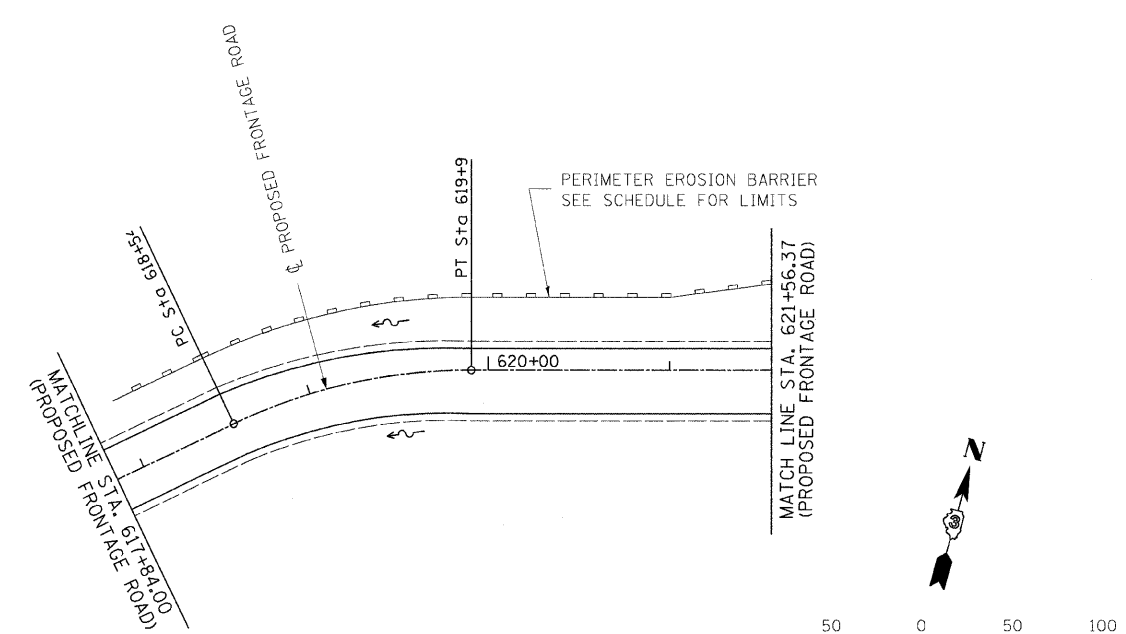 ℄ PROPOSED FRONTAGE ROAD
PC Sta 618+54
PT Sta 619+9
PERIMETER EROSION BARRIER
SEE SCHEDULE FOR LIMITS
620+00
MATCHLINE STA. 617+84.00
(PROPOSED FRONTAGE ROAD)
MATCH LINE STA. 621+56.37
(PROPOSED FRONTAGE ROAD)
N
3
50 0 50 100